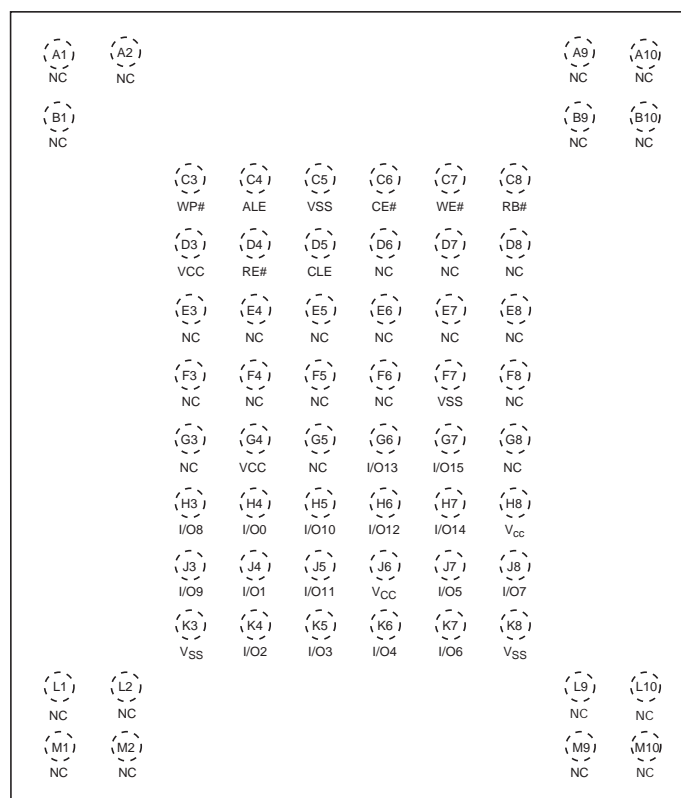 A1 A2 A9 A10
NC NC NC NC
B1 B9 B10
NC NC NC
C3 C4 C5 C6 C7 C8
WP# ALE VSS CE# WE# RB#
D3 D4 D5 D6 D7 D8
VCC RE# CLE NC NC NC
E3 E4 E5 E6 E7 E8
NC NC NC NC NC NC
F3 F4 F5 F6 F7 F8
NC NC NC NC VSS NC
G3 G4 G5 G6 G7 G8
NC VCC NC I/O13 I/O15 NC
H3 H4 H5 H6 H7 H8
I/O8 I/O0 I/O10 I/O12 I/O14 Vcc
J3 J4 J5 J6 J7 J8
I/O9 I/O1 I/O11 VCC I/O5 I/O7
K3 K4 K5 K6 K7 K8
VSS I/O2 I/O3 I/O4 I/O6 VSS
L1 L2 L9 L10
NC NC NC NC
M1 M2 M9 M10
NC NC NC NC